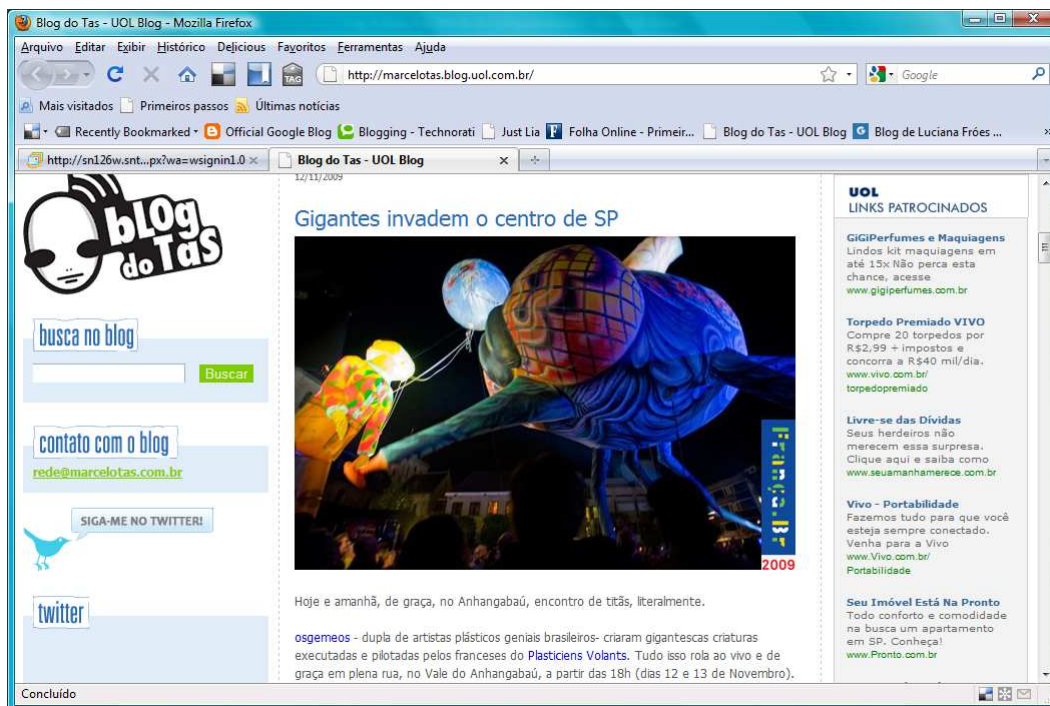 Blog do Tas - UOL Blog - Mozilla Firefox
Arquivo Editar Exibir Histórico Delicious Favoritos Ferramentas Ajuda
TAG
http://marcelotas.blog.uol.com.br/
Google
Mais visitados Primeiros passos Últimas notícias
Recently Bookmarked Official Google Blog Blogging - Technorati Just Lia Folha Online - Primeir... Blog do Tas - UOL Blog Blog de Luciana Fróes ...
http://sn126w.snt...px?wa=wsignin1.0
Blog do Tas - UOL Blog
bLOg
do Tas
busca no blog
Buscar
contato com o blog
rede@marcelotas.com.br
SIGA-ME NO TWITTER!
twitter
12/11/2009
Gigantes invadem o centro de SP
França.Br
2009
Hoje e amanhã, de graça, no Anhangabaú, encontro de titãs, literalmente.
osgemeos - dupla de artistas plásticos geniais brasileiros- criaram gigantescas criaturas
executadas e pilotadas pelos franceses do Plasticiens Volants. Tudo isso rola ao vivo e de
graça em plena rua, no Vale do Anhangabaú, a partir das 18h (dias 12 e 13 de Novembro).
UOL
LINKS PATROCINADOS
GiGiPerfumes e Maquiagens
Lindos kit maquiagens em
até 15x Não perca esta
chance, acesse
www.gigiperfumes.com.br
Torpedo Premiado VIVO
Compre 20 torpedos por
R$2,99 + impostos e
concorra a R$40 mil/dia.
www.vivo.com.br/
torpedopremiado
Livre-se das Dívidas
Seus herdeiros não
merecem essa surpresa.
Clique aqui e saiba como
www.seuamanhamerece.com.br
Vivo - Portabilidade
Fazemos tudo para que você
esteja sempre conectado.
Venha para a Vivo
www.Vivo.com.br/
Portabilidade
Seu Imóvel Está Na Pronto
Todo conforto e comodidade
na busca um apartamento
em SP. Conheça!
www.Pronto.com.br
Concluído